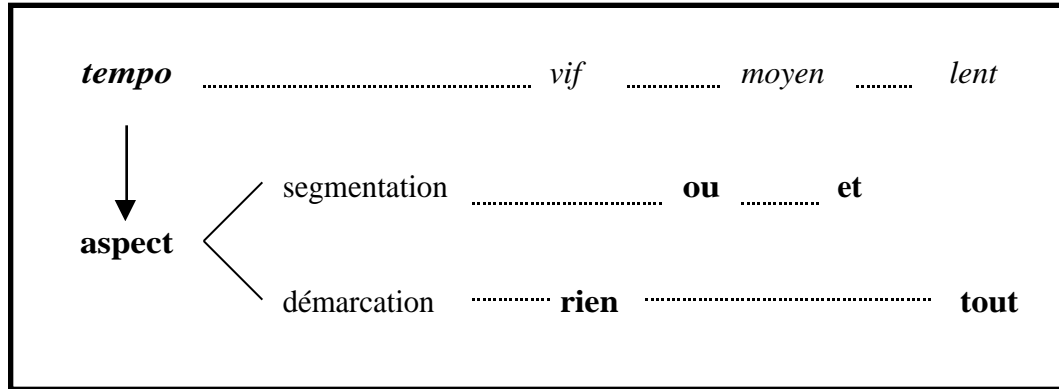 tempo vif moyen lent
segmentation ou et
aspect
démarcation rien tout